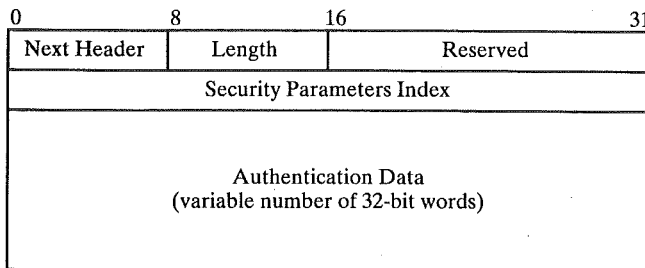 0 8 16 31
Next Header Length Reserved
Security Parameters Index
Authentication Data
(variable number of 32-bit words)